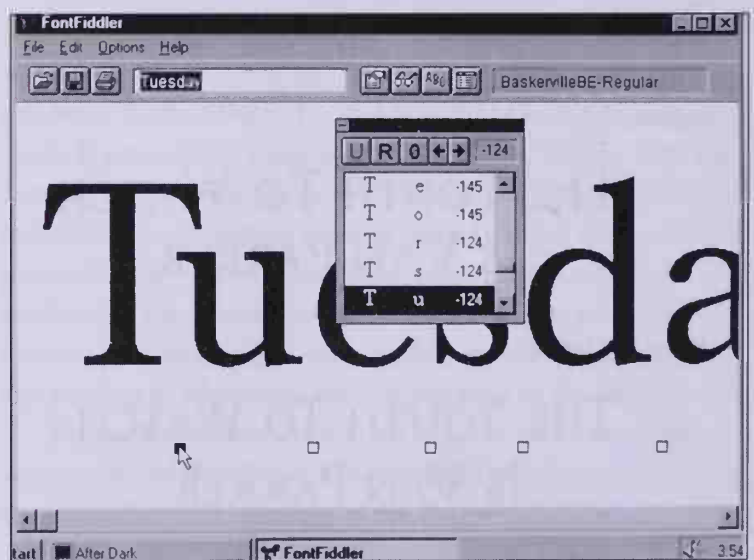 FontFiddler
File Edit Options Help
Tuesday BaskervilleBE-Regular
U R 0 -124
T e -145
T o -145
T r -124
T s -124
T u -124
Tuesda
tart After Dark FontFiddler 3:54